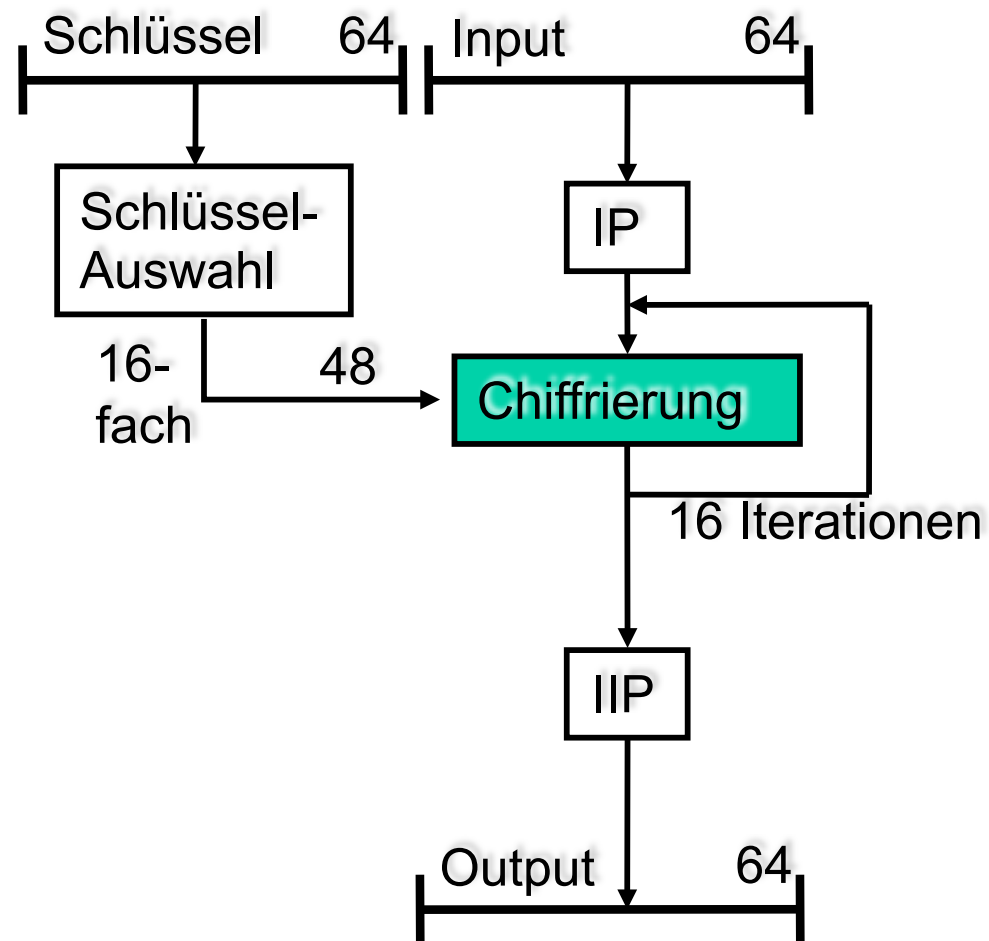 Schlüssel 64
Input 64
Schlüssel-
Auswahl
IP
16-
fach
48
Chiffrierung
16 Iterationen
IIP
Output 64